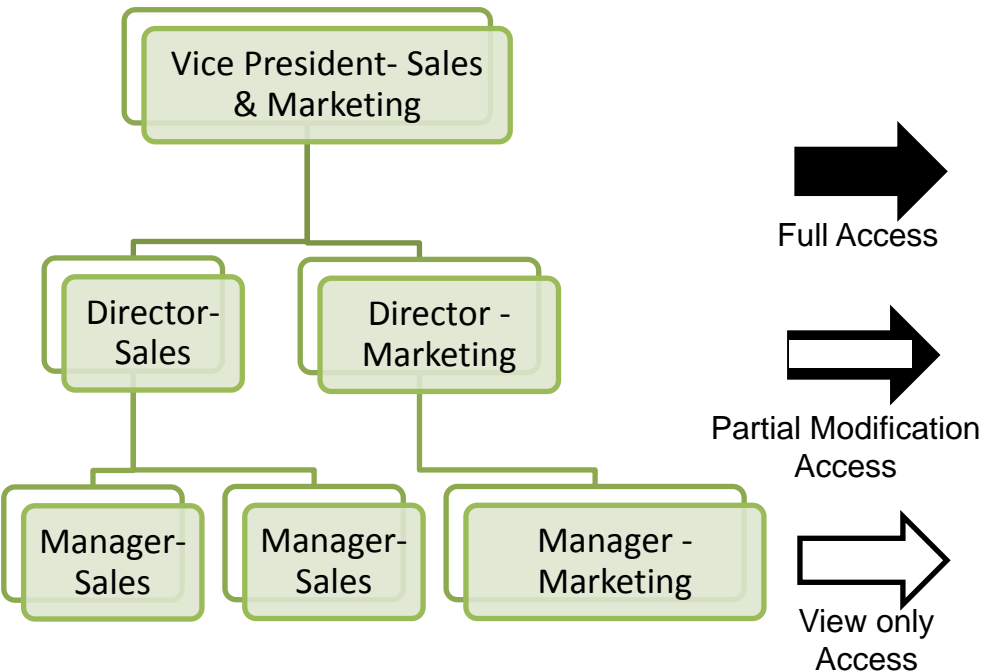 Vice President- Sales
& Marketing
Full Access
Director-
Sales
Director -
Marketing
Partial Modification
Access
Manager-
Sales
Manager-
Sales
Manager -
Marketing
View only
Access